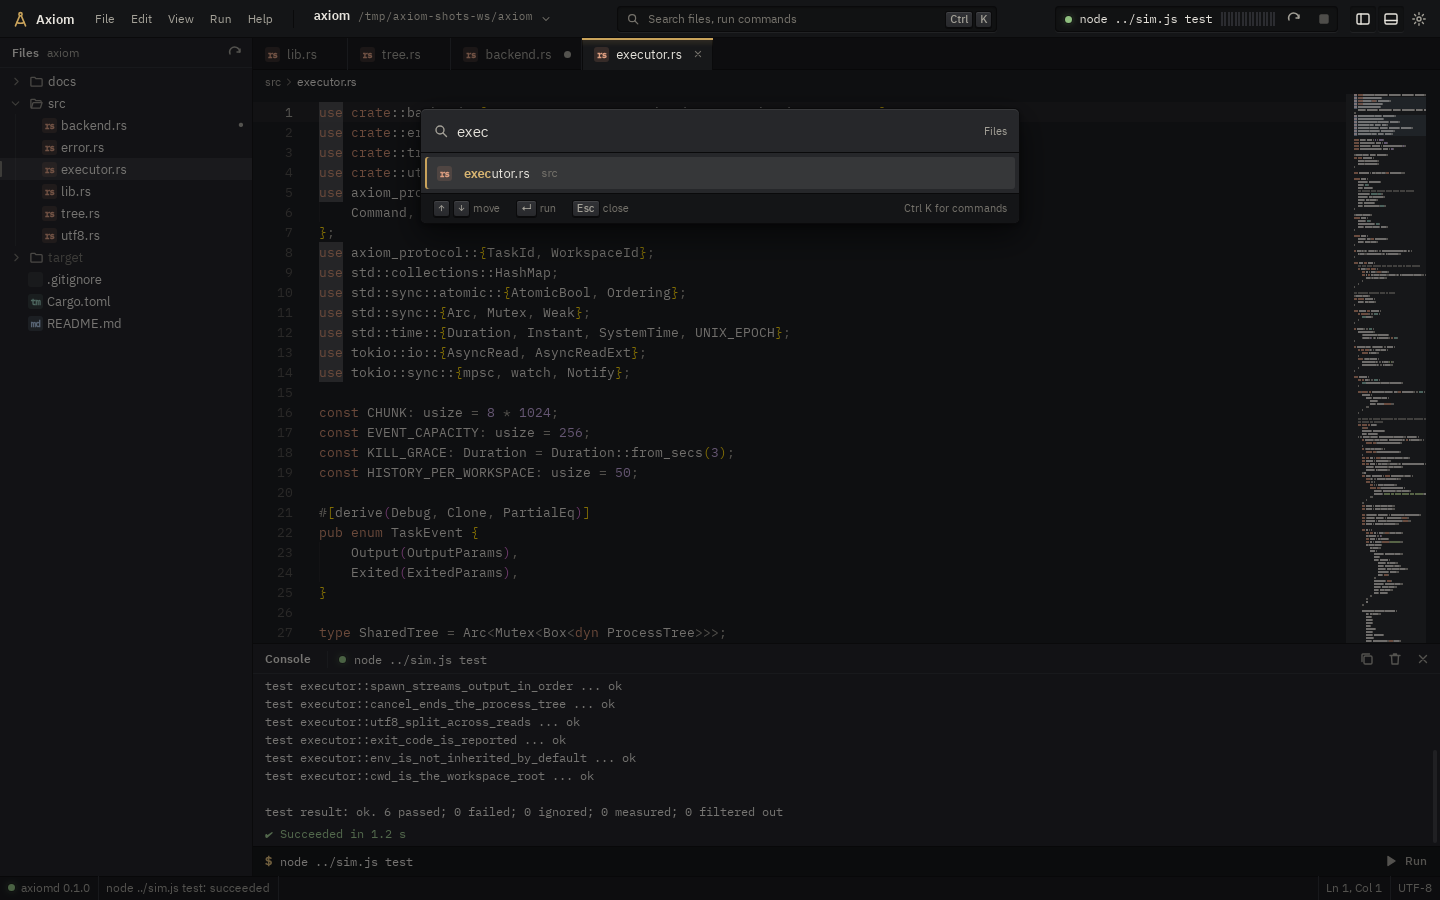 Axiom File Edit View Run Help axiom /tmp/axiom-shots-ws/axiom Search files, run commands Ctrl K node ../sim.js test
Files axiom
docs
src
backend.rs
error.rs
executor.rs
lib.rs
tree.rs
utf8.rs
target
.gitignore
Cargo.toml
README.md
lib.rs tree.rs backend.rs executor.rs
src executor.rs
exec Files
executor.rs src
move run Esc close Ctrl K for commands
1 use crate::ba
2 use crate::er
3 use crate::tr
4 use crate::ut
5 use axiom_pro
6 Command,
7 };
8 use axiom_protocol::{TaskId, WorkspaceId};
9 use std::collections::HashMap;
10 use std::sync::atomic::{AtomicBool, Ordering};
11 use std::sync::{Arc, Mutex, Weak};
12 use std::time::{Duration, Instant, SystemTime, UNIX_EPOCH};
13 use tokio::io::{AsyncRead, AsyncReadExt};
14 use tokio::sync::{mpsc, watch, Notify};
15
16 const CHUNK: usize = 8 * 1024;
17 const EVENT_CAPACITY: usize = 256;
18 const KILL_GRACE: Duration = Duration::from_secs(3);
19 const HISTORY_PER_WORKSPACE: usize = 50;
20
21 #[derive(Debug, Clone, PartialEq)]
22 pub enum TaskEvent {
23 Output(OutputParams),
24 Exited(ExitedParams),
25 }
26
27 type SharedTree = Arc<Mutex<Box<dyn ProcessTree>>>;
Console node ../sim.js test
test executor::spawn_streams_output_in_order ... ok
test executor::cancel_ends_the_process_tree ... ok
test executor::utf8_split_across_reads ... ok
test executor::exit_code_is_reported ... ok
test executor::env_is_not_inherited_by_default ... ok
test executor::cwd_is_the_workspace_root ... ok
test result: ok. 6 passed; 0 failed; 0 ignored; 0 measured; 0 filtered out
✔ Succeeded in 1.2 s
$ node ../sim.js test Run
axiomd 0.1.0 node ../sim.js test: succeeded Ln 1, Col 1 UTF-8